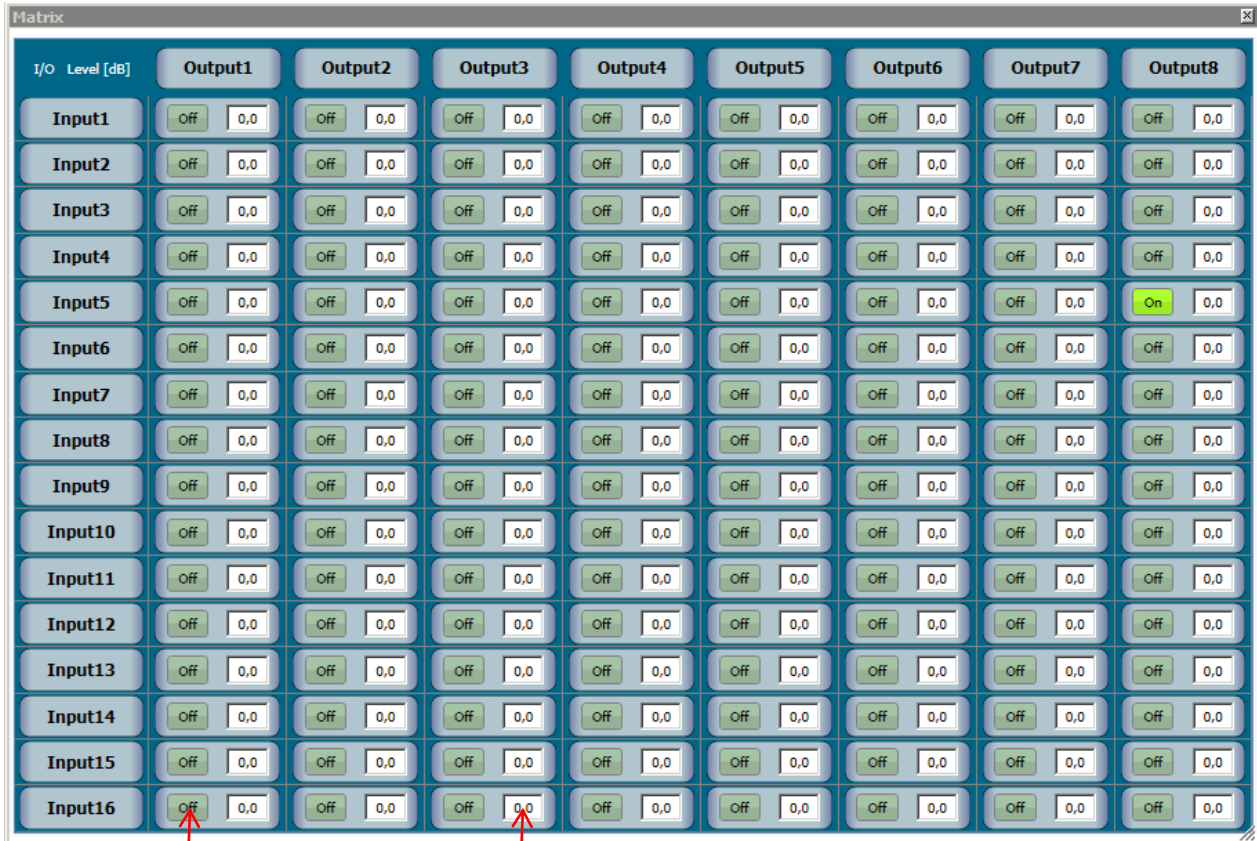 Matrix
I/O Level [dB] Output1 Output2 Output3 Output4 Output5 Output6 Output7 Output8
Input1 Off 0,0 Off 0,0 Off 0,0 Off 0,0 Off 0,0 Off 0,0 Off 0,0 Off 0,0
Input2 Off 0,0 Off 0,0 Off 0,0 Off 0,0 Off 0,0 Off 0,0 Off 0,0 Off 0,0
Input3 Off 0,0 Off 0,0 Off 0,0 Off 0,0 Off 0,0 Off 0,0 Off 0,0 Off 0,0
Input4 Off 0,0 Off 0,0 Off 0,0 Off 0,0 Off 0,0 Off 0,0 Off 0,0 Off 0,0
Input5 Off 0,0 Off 0,0 Off 0,0 Off 0,0 Off 0,0 Off 0,0 Off 0,0 On 0,0
Input6 Off 0,0 Off 0,0 Off 0,0 Off 0,0 Off 0,0 Off 0,0 Off 0,0 Off 0,0
Input7 Off 0,0 Off 0,0 Off 0,0 Off 0,0 Off 0,0 Off 0,0 Off 0,0 Off 0,0
Input8 Off 0,0 Off 0,0 Off 0,0 Off 0,0 Off 0,0 Off 0,0 Off 0,0 Off 0,0
Input9 Off 0,0 Off 0,0 Off 0,0 Off 0,0 Off 0,0 Off 0,0 Off 0,0 Off 0,0
Input10 Off 0,0 Off 0,0 Off 0,0 Off 0,0 Off 0,0 Off 0,0 Off 0,0 Off 0,0
Input11 Off 0,0 Off 0,0 Off 0,0 Off 0,0 Off 0,0 Off 0,0 Off 0,0 Off 0,0
Input12 Off 0,0 Off 0,0 Off 0,0 Off 0,0 Off 0,0 Off 0,0 Off 0,0 Off 0,0
Input13 Off 0,0 Off 0,0 Off 0,0 Off 0,0 Off 0,0 Off 0,0 Off 0,0 Off 0,0
Input14 Off 0,0 Off 0,0 Off 0,0 Off 0,0 Off 0,0 Off 0,0 Off 0,0 Off 0,0
Input15 Off 0,0 Off 0,0 Off 0,0 Off 0,0 Off 0,0 Off 0,0 Off 0,0 Off 0,0
Input16 Off 0,0 Off 0,0 Off 0,0 Off 0,0 Off 0,0 Off 0,0 Off 0,0 Off 0,0